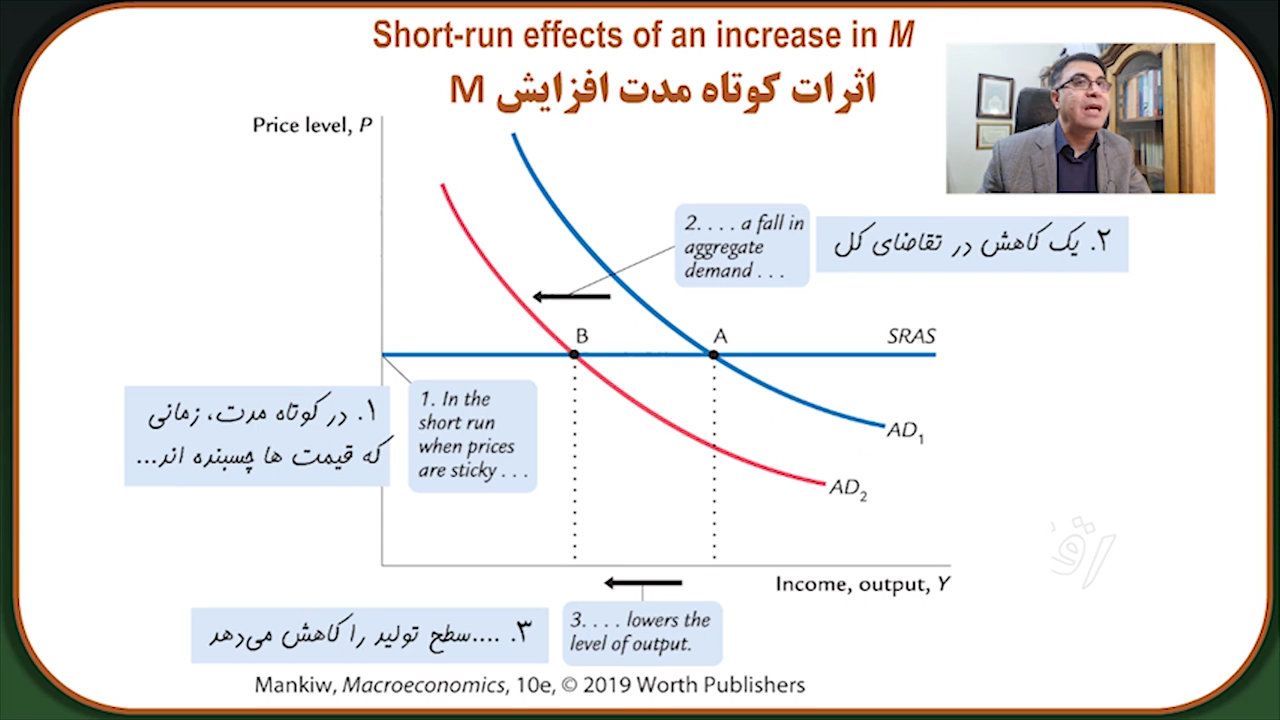 Short-run effects of an increase in M
اثرات کوتاه مدت افزایش M
Price level, P
2. . . . a fall in
aggregate
demand . . .
۲. یک کاهش در تقاضای کل
B
A
SRAS
۱. در کوتاه مدت، زمانی
که قیمت ها چسبنده اند...
1. In the
short run
when prices
are sticky . . .
AD1
AD2
Income, output, Y
۳. ....سطح تولید را کاهش می‌دهد
3. . . . lowers the
level of output.
Mankiw, Macroeconomics, 10e, © 2019 Worth Publishers